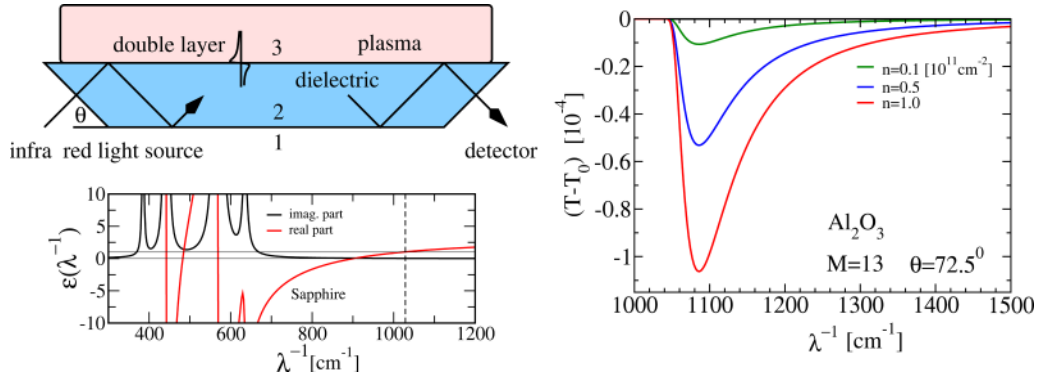 double layer 3 plasma
dielectric
θ 2
1
infra red light source detector
10
5
0
-5
-10
ε(λ⁻¹)
imag. part
real part
Sapphire
400 600 800 1000 1200
λ⁻¹[cm⁻¹]
0
-0.2
-0.4
-0.6
-0.8
-1
(T-T₀) [10⁻⁴]
n=0.1 [10¹¹cm⁻²]
n=0.5
n=1.0
Al₂O₃
M=13 θ=72.5⁰
1000 1100 1200 1300 1400 1500
λ⁻¹ [cm⁻¹]